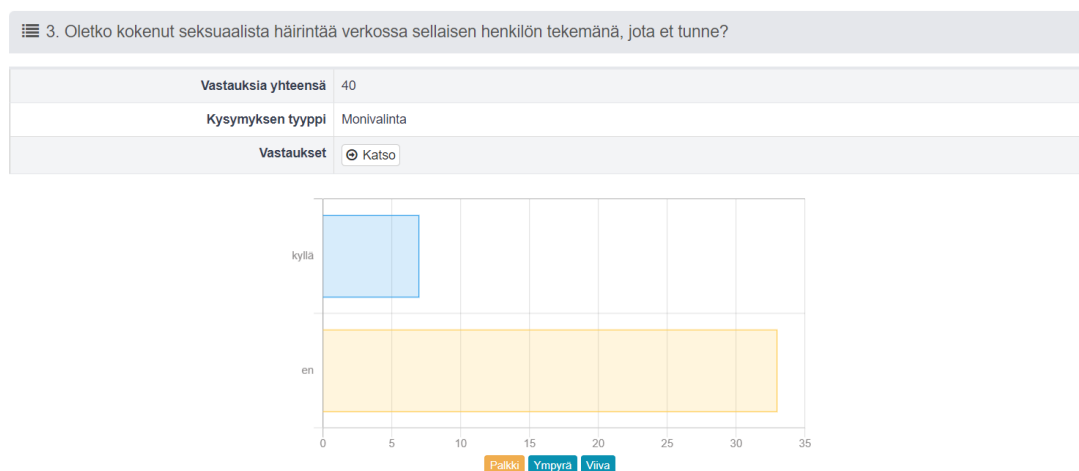 3. Oletko kokenut seksuaalista häirintää verkossa sellaisen henkilön tekemänä, jota et tunne?
Vastauksia yhteensä 40
Kysymyksen tyyppi Monivalinta
Vastaukset Katso
kyllä
en
0 5 10 15 20 25 30 35
Palkki Ympyrä Viiva